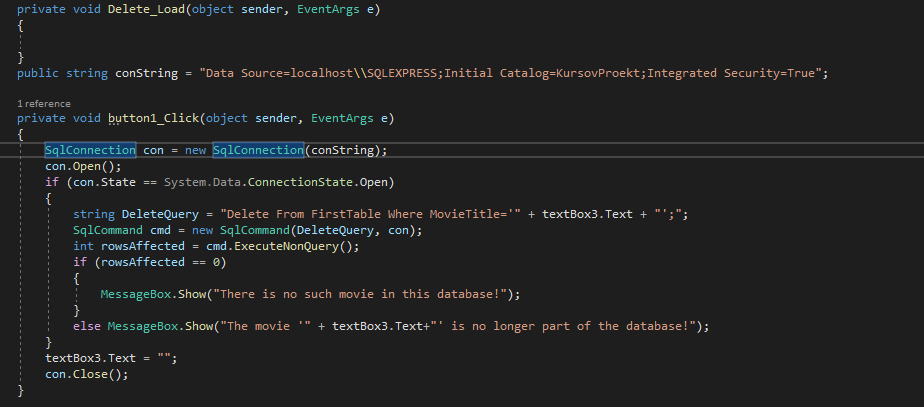 private void Delete_Load(object sender, EventArgs e)
{
}
public string conString = "Data Source=localhost\\SQLEXPRESS;Initial Catalog=KursovProekt;Integrated Security=True";
1 reference
private void button1_Click(object sender, EventArgs e)
{
SqlConnection con = new SqlConnection(conString);
con.Open();
if (con.State == System.Data.ConnectionState.Open)
{
string DeleteQuery = "Delete From FirstTable Where MovieTitle='" + textBox3.Text + "';";
SqlCommand cmd = new SqlCommand(DeleteQuery, con);
int rowsAffected = cmd.ExecuteNonQuery();
if (rowsAffected == 0)
{
MessageBox.Show("There is no such movie in this database!");
}
else MessageBox.Show("The movie '" + textBox3.Text+"' is no longer part of the database!");
}
textBox3.Text = "";
con.Close();
}